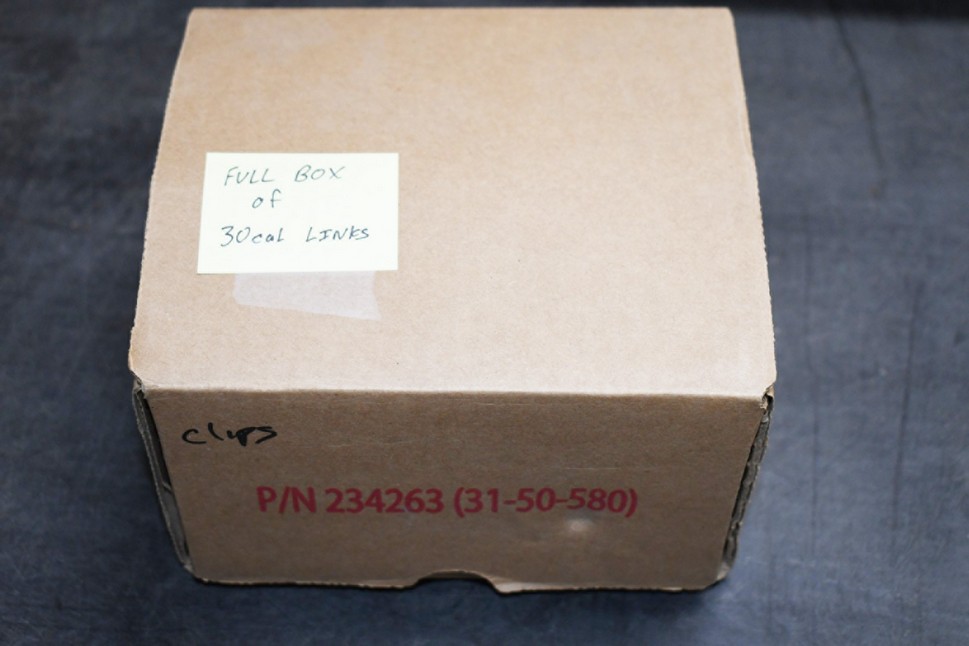 FULL BOX
of
30cal LINKS
clips
P/N 234263 (31-50-580)